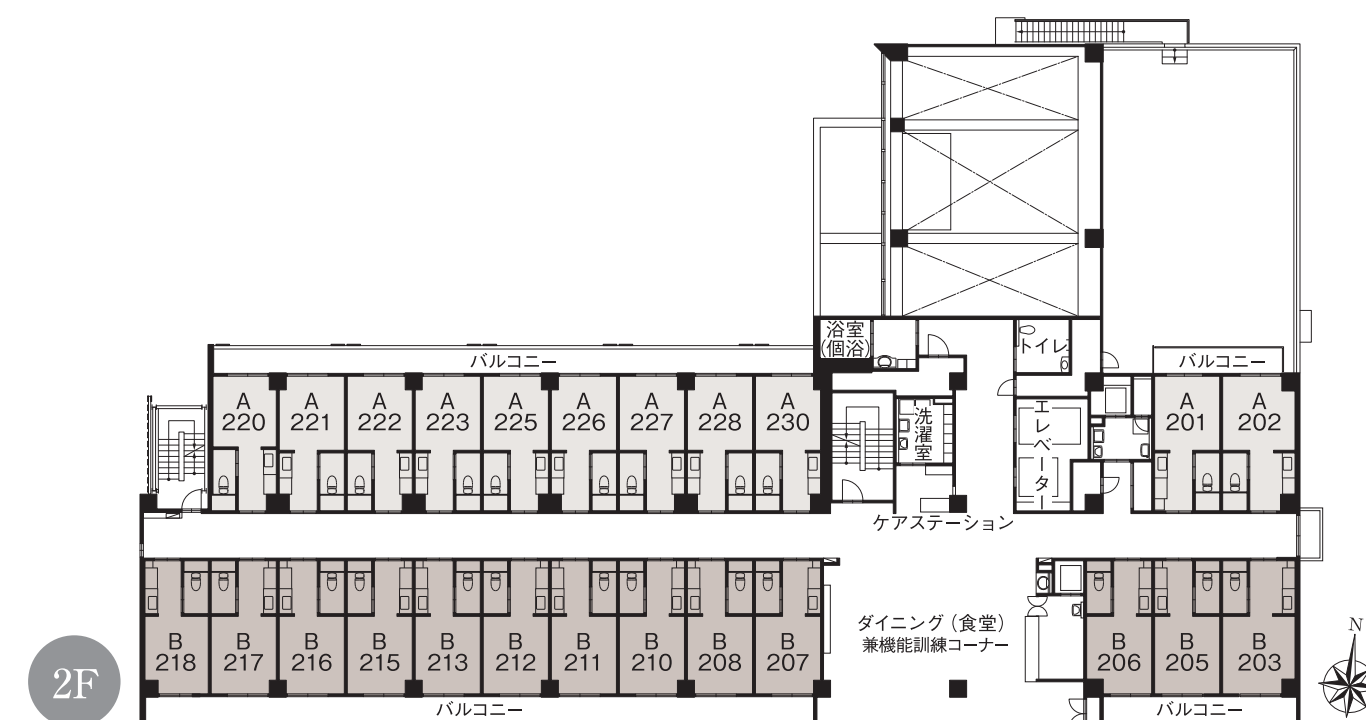 浴室
(個浴)
トイレ
バルコニー
バルコニー
A
220
A
221
A
222
A
223
A
225
A
226
A
227
A
228
A
230
洗濯室
エレベーター
A
201
A
202
ケアステーション
B
218
B
217
B
216
B
215
B
213
B
212
B
211
B
210
B
208
B
207
ダイニング（食堂）
兼機能訓練コーナー
B
206
B
205
B
203
N
2F
バルコニー
バルコニー